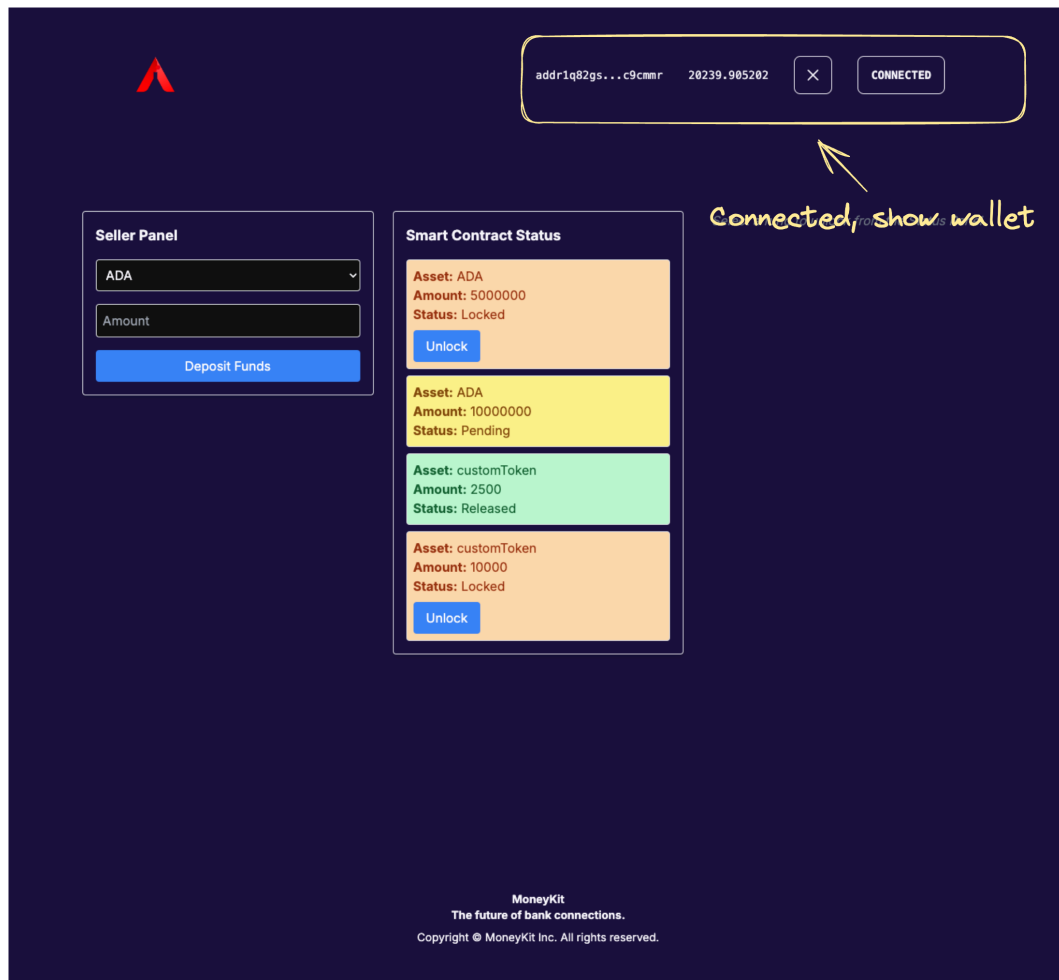 addr1q82gs...c9cmmr 20239.905202 CONNECTED
Connected, show wallet
Seller Panel
ADA
Amount
Deposit Funds
Smart Contract Status
Asset: ADA
Amount: 5000000
Status: Locked
Unlock
Asset: ADA
Amount: 10000000
Status: Pending
Asset: customToken
Amount: 2500
Status: Released
Asset: customToken
Amount: 10000
Status: Locked
Unlock
MoneyKit
The future of bank connections.
Copyright © MoneyKit Inc. All rights reserved.